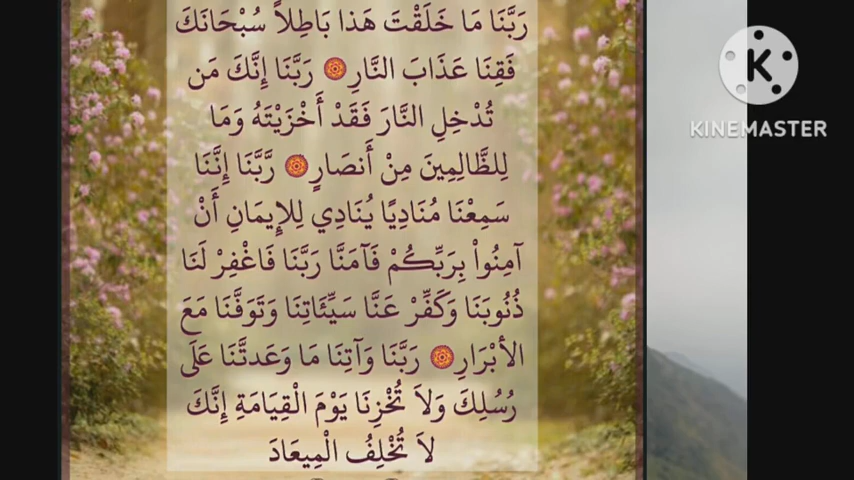 رَبَّنَا مَا خَلَقْتَ هَذا بَاطِلاً سُبْحَانَكَ
فَقِنَا عَذَابَ النَّارِ رَبَّنَا إِنَّكَ مَن
تُدْخِلِ النَّارَ فَقَدْ أَخْزَيْتَهُ وَمَا
لِلظَّالِمِينَ مِنْ أَنصَارٍ رَّبَّنَا إِنَّنَا
سَمِعْنَا مُنَادِيًا يُنَادِي لِلإِيمَانِ أَنْ
آمِنُواْ بِرَبِّكُمْ فَآمَنَّا رَبَّنَا فَاغْفِرْ لَنَا
ذُنُوبَنَا وَكَفِّرْ عَنَّا سَيِّئَاتِنَا وَتَوَفَّنَا مَعَ
الأبْرَارِ رَبَّنَا وَآتِنَا مَا وَعَدتَّنَا عَلَى
رُسُلِكَ وَلاَ تُخْزِنَا يَوْمَ الْقِيَامَةِ إِنَّكَ
لاَ تُخْلِفُ الْمِيعَادَ
K
KINEMASTER